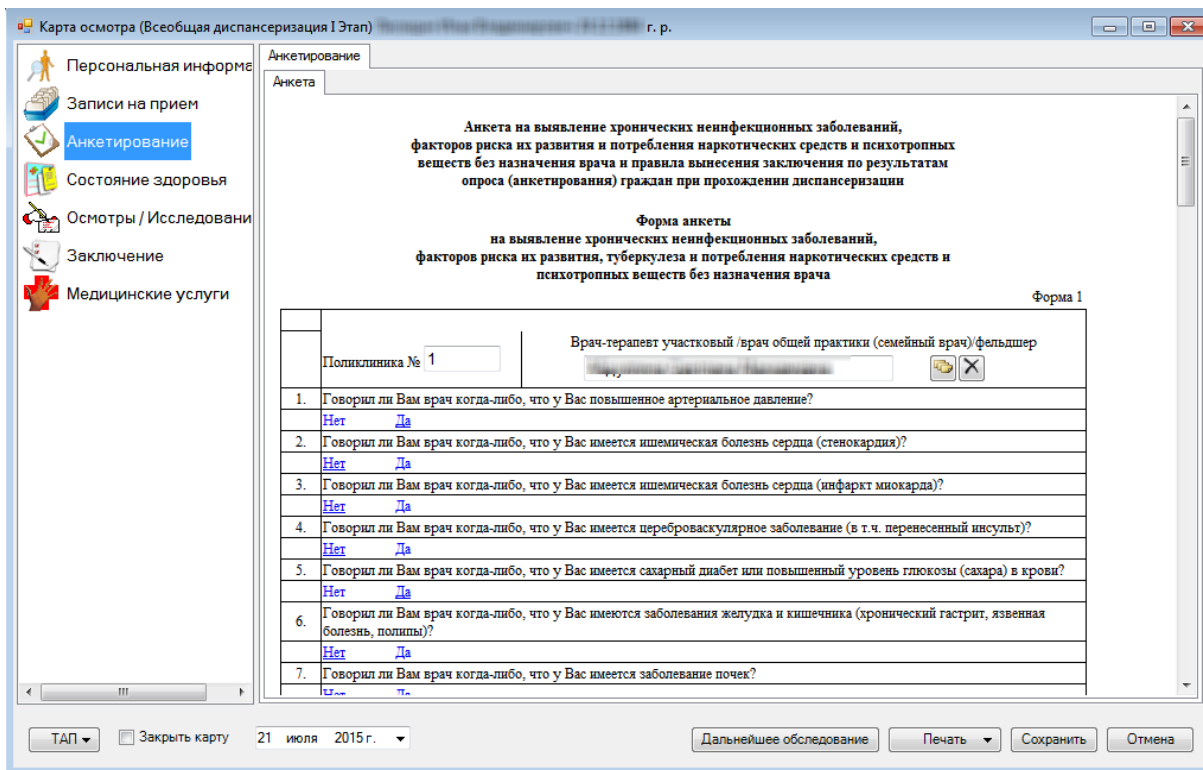 Карта осмотра (Всеобщая диспансеризация I Этап) г. р.
Персональная информа
Записи на прием
Анкетирование
Состояние здоровья
Осмотры / Исследовани
Заключение
Медицинские услуги
Анкетирование
Анкета
Анкета на выявление хронических неинфекционных заболеваний,
факторов риска их развития и потребления наркотических средств и психотропных
веществ без назначения врача и правила вынесения заключения по результатам
опроса (анкетирования) граждан при прохождении диспансеризации
Форма анкеты
на выявление хронических неинфекционных заболеваний,
факторов риска их развития, туберкулеза и потребления наркотических средств и
психотропных веществ без назначения врача
Форма 1
Врач-терапевт участковый /врач общей практики (семейный врач)/фельдшер
Поликлиника № 1
1. Говорил ли Вам врач когда-либо, что у Вас повышенное артериальное давление?
Нет Да
2. Говорил ли Вам врач когда-либо, что у Вас имеется ишемическая болезнь сердца (стенокардия)?
Нет Да
3. Говорил ли Вам врач когда-либо, что у Вас имеется ишемическая болезнь сердца (инфаркт миокарда)?
Нет Да
4. Говорил ли Вам врач когда-либо, что у Вас имеется цереброваскулярное заболевание (в т.ч. перенесенный инсульт)?
Нет Да
5. Говорил ли Вам врач когда-либо, что у Вас имеется сахарный диабет или повышенный уровень глюкозы (сахара) в крови?
Нет Да
6. Говорил ли Вам врач когда-либо, что у Вас имеются заболевания желудка и кишечника (хронический гастрит, язвенная
болезнь, полипы)?
Нет Да
7. Говорил ли Вам врач когда-либо, что у Вас имеется заболевание почек?
Нет Да
ТАП Закрыть карту 21 июля 2015 г. Дальнейшее обследование Печать Сохранить Отмена